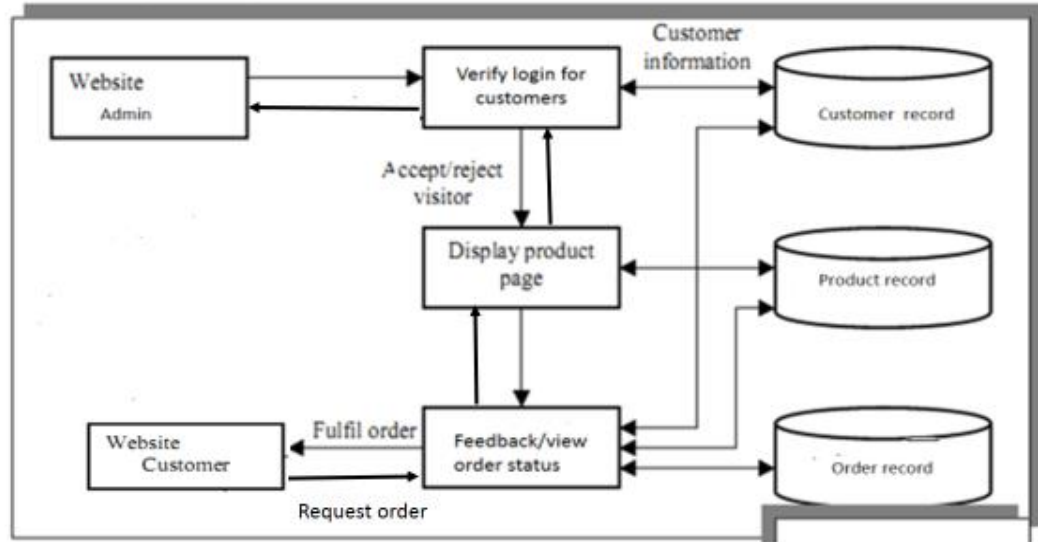 Website
Admin
Verify login for
customers
Customer
information
Customer record
Accept/reject
visitor
Display product
page
Product record
Website
Customer
Fulfil order
Request order
Feedback/view
order status
Order record